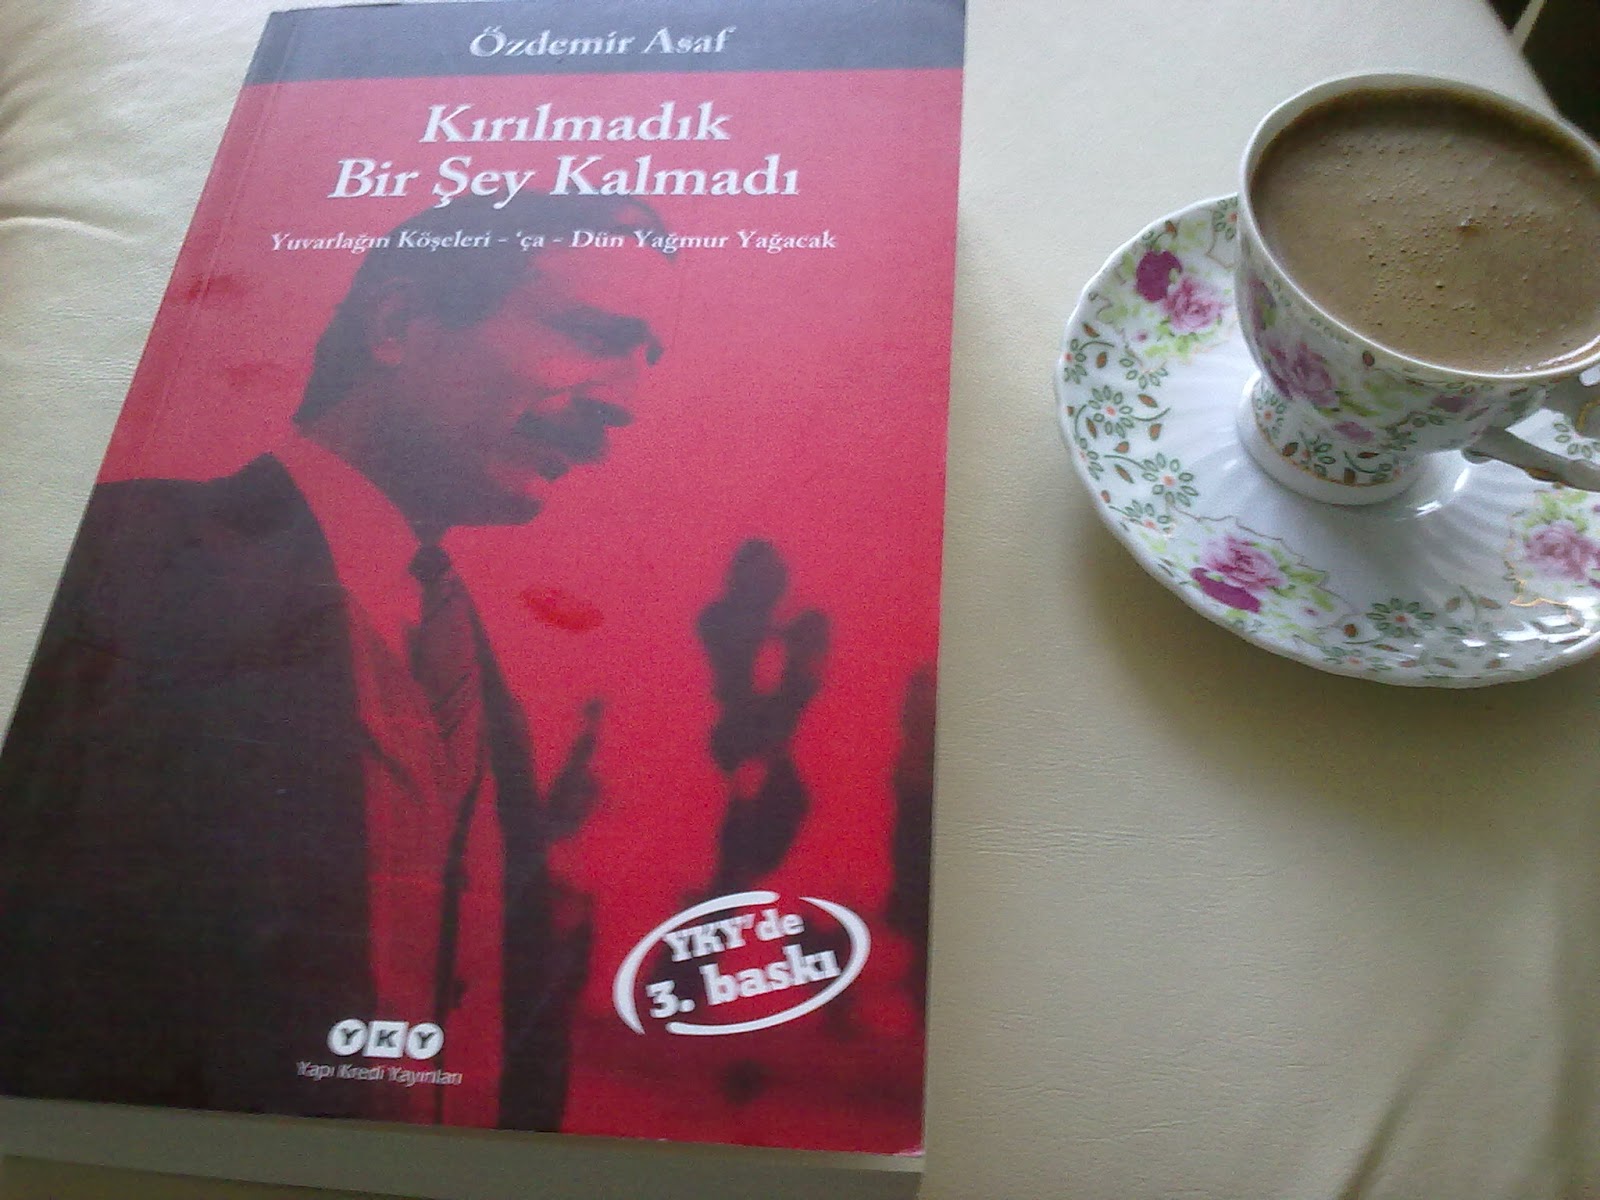 Özdemir Asaf
Kırılmadık
Bir Şey Kalmadı
Yuvarlağın Köşeleri - 'ça - Dün Yağmur Yağacak
YKY'de
3. baskı
YKY
Yapı Kredi Yayınları